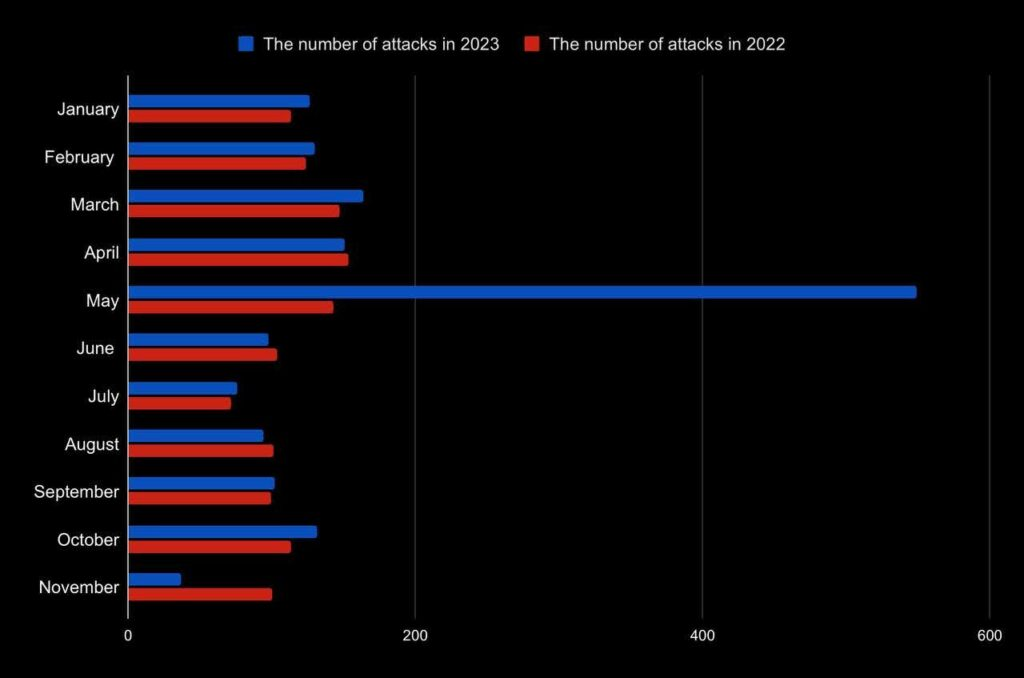 The number of attacks in 2023 The number of attacks in 2022
January
February
March
April
May
June
July
August
September
October
November
0 200 400 600